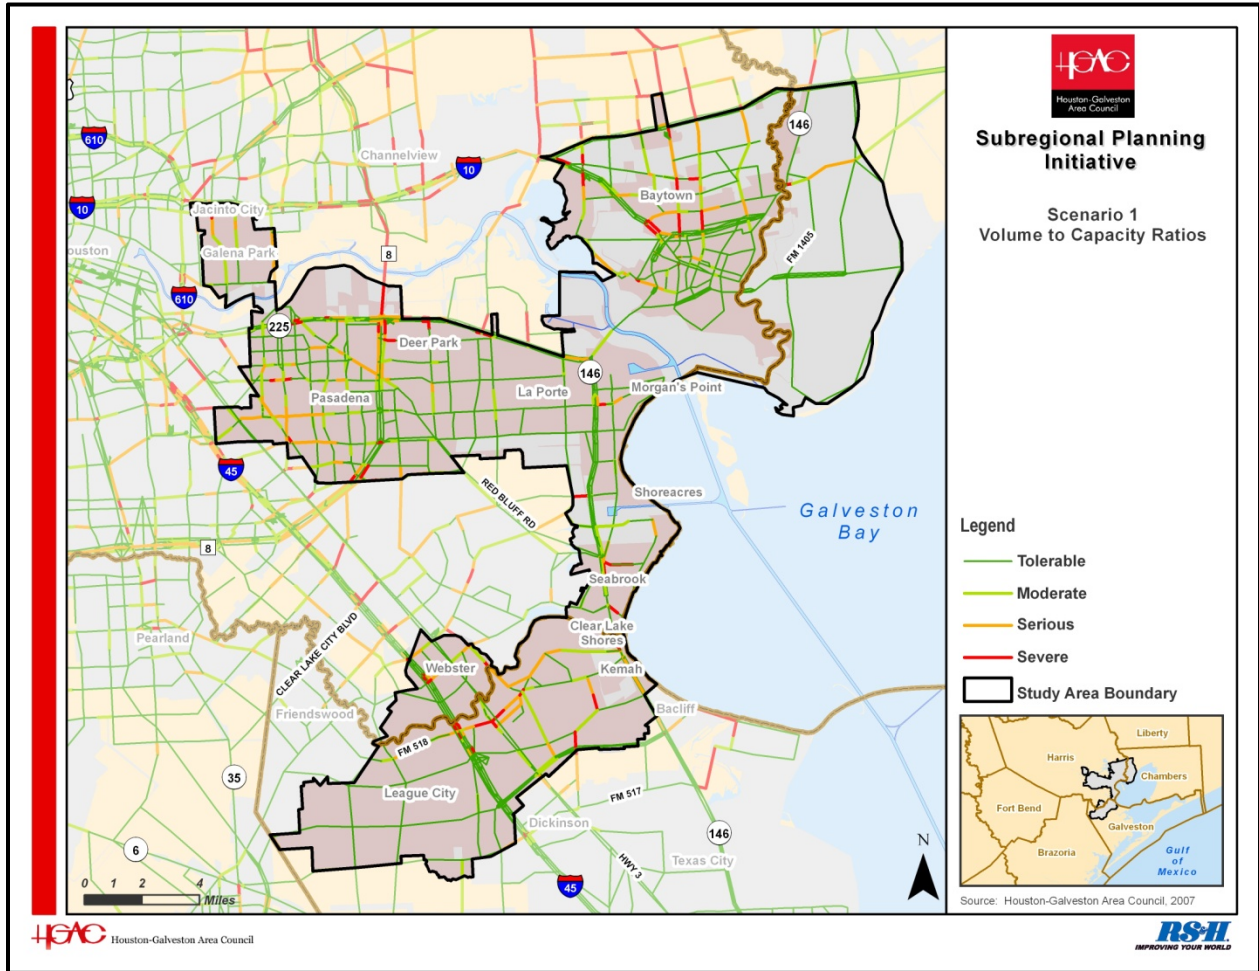 610
10
Channelview
10
146
Jacinto City
Baytown
ouston
Galena Park
8
FM 1405
610
225
Deer Park
146
Pasadena
La Porte
Morgan's Point
45
RED BLUFF RD
Shoreacres
Galveston
Bay
8
Seabrook
Clear Lake
Shores
Pearland
CLEAR LAKE CITY BLVD
Webster
Kemah
Friendswood
Bacliff
FM 518
35
League City
FM 517
Dickinson
146
6
HWY 3
Texas City
45
N
0 1 2 4
Miles
HGAC
Houston-Galveston
Area Council
Subregional Planning
Initiative
Scenario 1
Volume to Capacity Ratios
Legend
Tolerable
Moderate
Serious
Severe
Study Area Boundary
Liberty
Harris
Chambers
Fort Bend
Galveston
Brazoria
Gulf
of
Mexico
Source: Houston-Galveston Area Council, 2007
HGAC Houston-Galveston Area Council
RS&H
IMPROVING YOUR WORLD